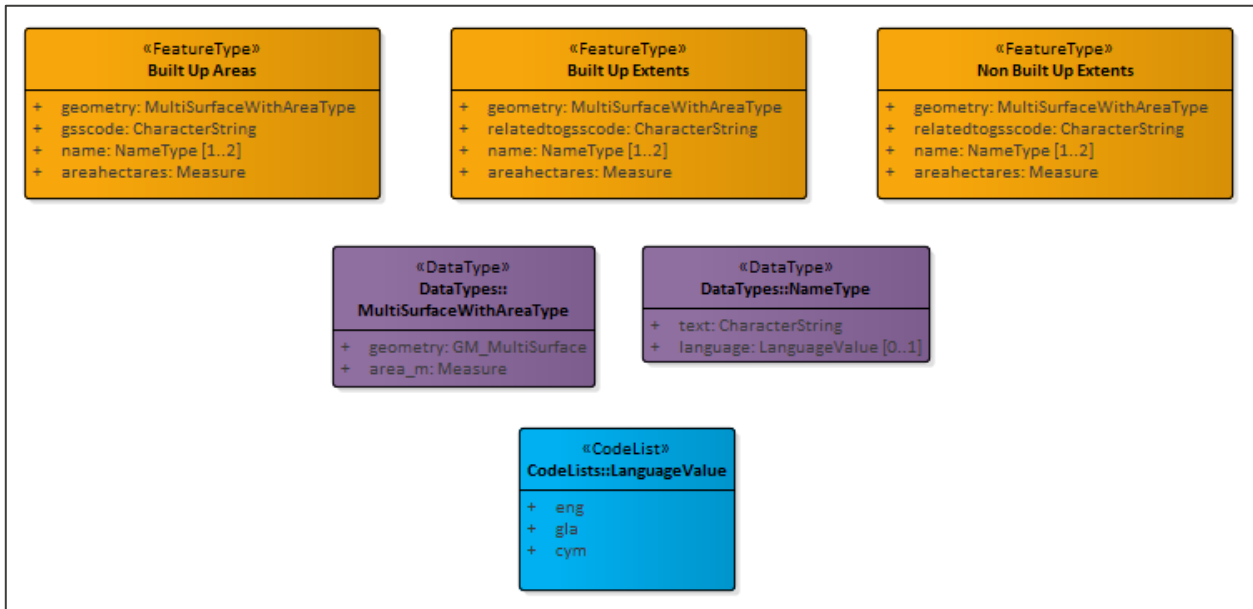 «FeatureType»
Built Up Areas
+ geometry: MultiSurfaceWithAreaType
+ gsscode: CharacterString
+ name: NameType [1..2]
+ areahectares: Measure
«FeatureType»
Built Up Extents
+ geometry: MultiSurfaceWithAreaType
+ relatedtogsscode: CharacterString
+ name: NameType [1..2]
+ areahectares: Measure
«FeatureType»
Non Built Up Extents
+ geometry: MultiSurfaceWithAreaType
+ relatedtogsscode: CharacterString
+ name: NameType [1..2]
+ areahectares: Measure
«DataType»
DataTypes::
MultiSurfaceWithAreaType
+ geometry: GM_MultiSurface
+ area_m: Measure
«DataType»
DataTypes::NameType
+ text: CharacterString
+ language: LanguageValue [0..1]
«CodeList»
CodeLists::LanguageValue
+ eng
+ gla
+ cym